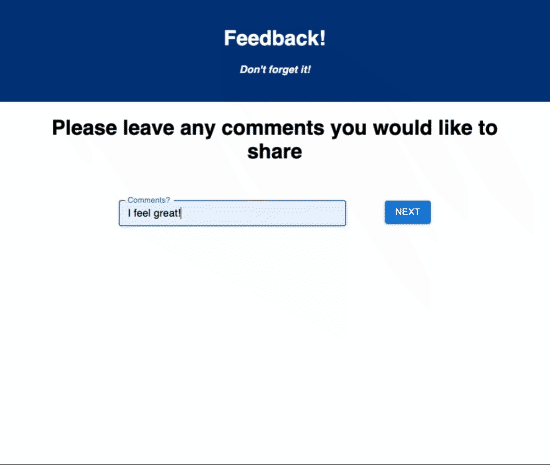 Feedback!
Don't forget it!
Please leave any comments you would like to
share
Comments?
I feel great!
NEXT